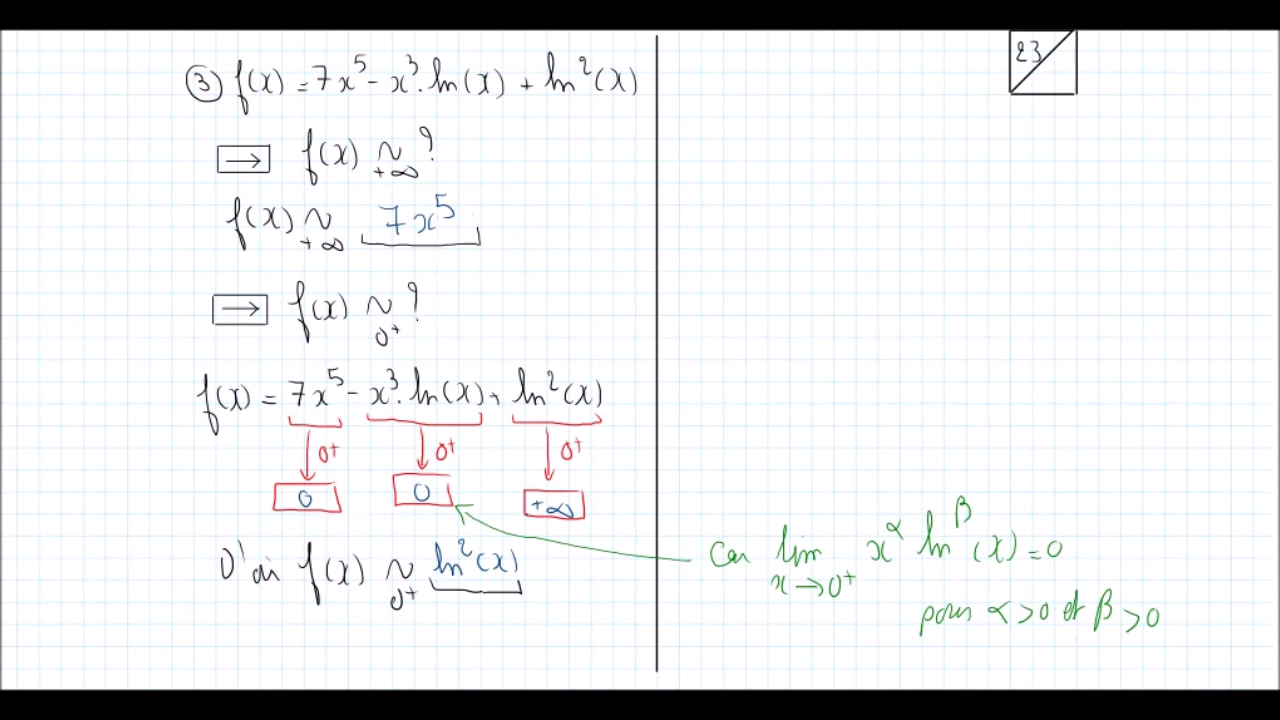 ③ f(x) = 7x⁵ - x³. ln(x) + ln²(x)
23
→ f(x) ~ ?
+∞
f(x) ~ 7x⁵
+∞
→ f(x) ~ ?
0⁺
f(x) = 7x⁵ - x³. ln(x) + ln²(x)
0⁺ 0⁺ 0⁺
0 0 +∞
D'où f(x) ~ ln²(x)
0⁺
Car lim x^α ln^β (x) = 0
x → 0⁺
pour α > 0 et β > 0